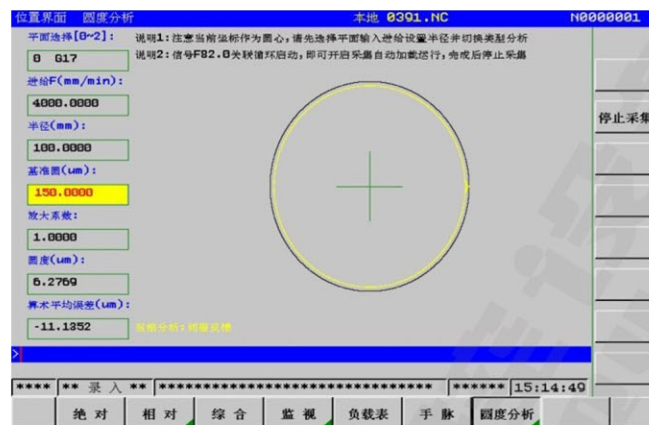 位置界面 圆度分析 本地 0391.NC N0000001
平面选择[0~2]:
0 G17
进给F(mm/min):
4000.0000
半径(mm):
100.0000
基准圆(um):
150.0000
放大系数:
1.0000
圆度(um):
6.2769
算术平均误差(um):
-11.1352
说明1:注意当前坐标作为圆心,请先选择平面输入进给设置半径并切换类型分析
说明2:信号F82.0关联循环启动,即可开启采集自动加载运行,完成后停止采集
当前分析:伺服反馈
停止采集
>
**** ** 录入 ** ******************************* ****** 15:14:49
绝对 相对 综合 监视 负载表 手脉 圆度分析